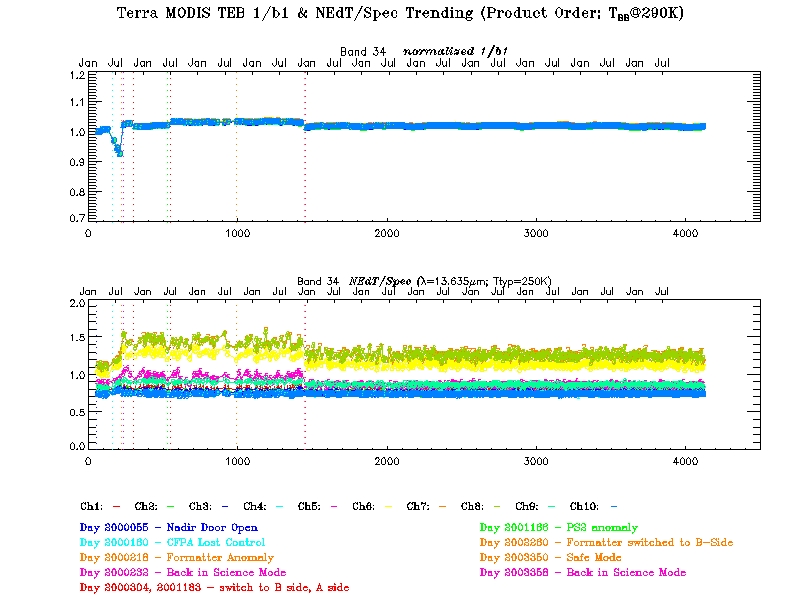 Terra MODIS TEB 1/b1 & NEdT/Spec Trending (Product Order; TBB@290K)
Band 34 normalized 1/b1
Jan Jul Jan Jul Jan Jul Jan Jul Jan Jul Jan Jul Jan Jul Jan Jul Jan Jul Jan Jul Jan Jul
1.2
1.1
1.0
0.9
0.8
0.7
0 1000 2000 3000 4000
Band 34 NEdT/Spec (λ=13.635μm; Ttyp=250K)
Jan Jul Jan Jul Jan Jul Jan Jul Jan Jul Jan Jul Jan Jul Jan Jul Jan Jul Jan Jul Jan Jul
2.0
1.5
1.0
0.5
0.0
0 1000 2000 3000 4000
Ch1: – Ch2: – Ch3: – Ch4: – Ch5: – Ch6: – Ch7: – Ch8: – Ch9: – Ch10: –
Day 2000055 – Nadir Door Open
Day 2000160 – CFPA Lost Control
Day 2000218 – Formatter Anomaly
Day 2000232 – Back in Science Mode
Day 2000304, 2001183 – switch to B side, A side
Day 2001166 – PS2 anomaly
Day 2002260 – Formatter switched to B–Side
Day 2003350 – Safe Mode
Day 2003358 – Back in Science Mode